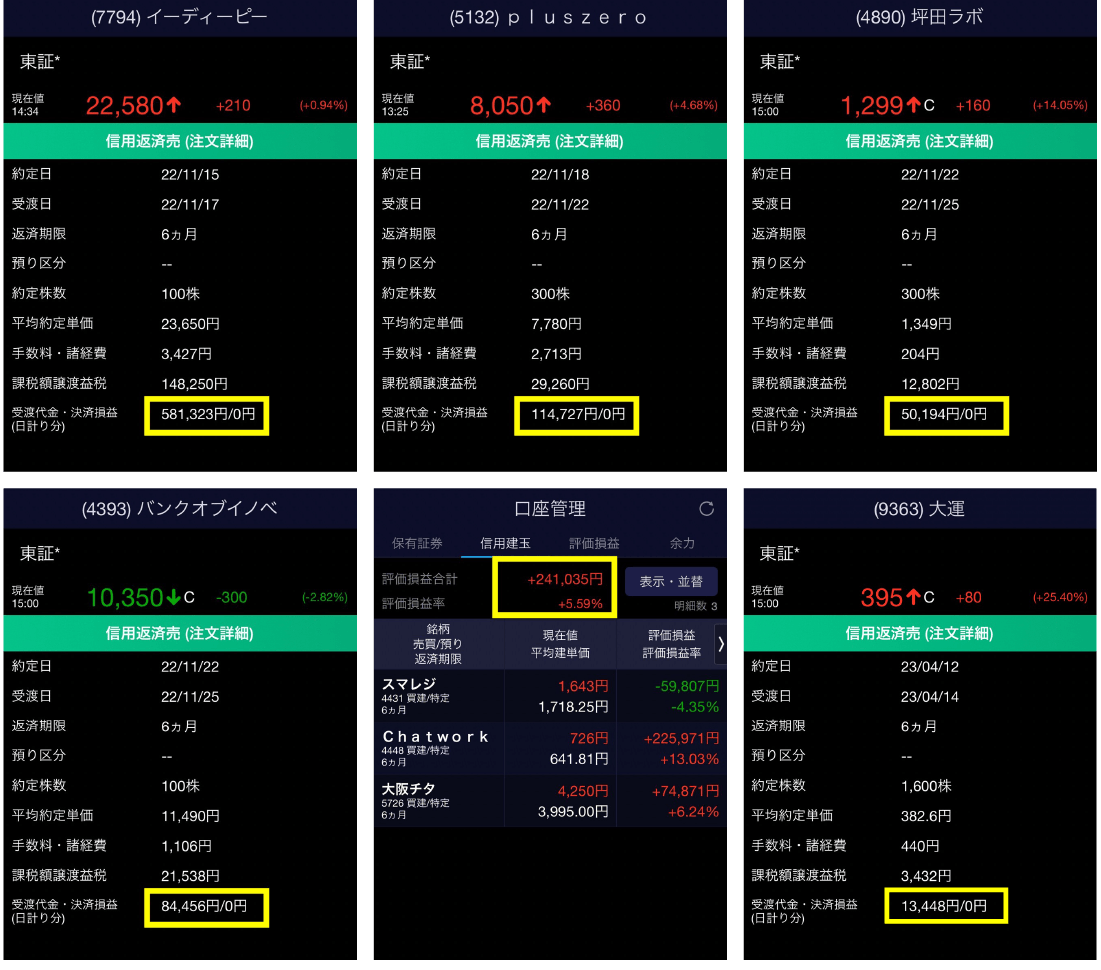 (7794) イーディーピー
東証*
現在値
14:34
22,580↑ +210 (+0.94%)
信用返済売 (注文詳細)
約定日 22/11/15
受渡日 22/11/17
返済期限 6ヵ月
預り区分 --
約定株数 100株
平均約定単価 23,650円
手数料・諸経費 3,427円
課税額譲渡益税 148,250円
受渡代金・決済損益 581,323円/0円
(日計り分)
(5132) ｐｌｕｓｚｅｒｏ
東証*
現在値
13:25
8,050↑ +360 (+4.68%)
信用返済売 (注文詳細)
約定日 22/11/18
受渡日 22/11/22
返済期限 6ヵ月
預り区分 --
約定株数 300株
平均約定単価 7,780円
手数料・諸経費 2,713円
課税額譲渡益税 29,260円
受渡代金・決済損益 114,727円/0円
(日計り分)
(4890) 坪田ラボ
東証*
現在値
15:00
1,299↑C +160 (+14.05%)
信用返済売 (注文詳細)
約定日 22/11/22
受渡日 22/11/25
返済期限 6ヵ月
預り区分 --
約定株数 300株
平均約定単価 1,349円
手数料・諸経費 204円
課税額譲渡益税 12,802円
受渡代金・決済損益 50,194円/0円
(日計り分)
(4393) バンクオブイノベ
東証*
現在値
15:00
10,350↓C -300 (-2.82%)
信用返済売 (注文詳細)
約定日 22/11/22
受渡日 22/11/25
返済期限 6ヵ月
預り区分 --
約定株数 100株
平均約定単価 11,490円
手数料・諸経費 1,106円
課税額譲渡益税 21,538円
受渡代金・決済損益 84,456円/0円
(日計り分)
口座管理
保有証券 信用建玉 評価損益 余力
評価損益合計 +241,035円 表示・並替
評価損益率 +5.59% 明細数 3
銘柄
売買/預り
返済期限
現在値
平均建単価
評価損益
評価損益率
スマレジ 1,643円 -59,807円
4431 買建/特定 1,718.25円 -4.35%
6ヵ月
Ｃｈａｔｗｏｒｋ 726円 +225,971円
4448 買建/特定 641.81円 +13.03%
6ヵ月
大阪チタ 4,250円 +74,871円
5726 買建/特定 3,995.00円 +6.24%
6ヵ月
(9363) 大運
東証*
現在値
15:00
395↑C +80 (+25.40%)
信用返済売 (注文詳細)
約定日 23/04/12
受渡日 23/04/14
返済期限 6ヵ月
預り区分 --
約定株数 1,600株
平均約定単価 382.6円
手数料・諸経費 440円
課税額譲渡益税 3,432円
受渡代金・決済損益 13,448円/0円
(日計り分)